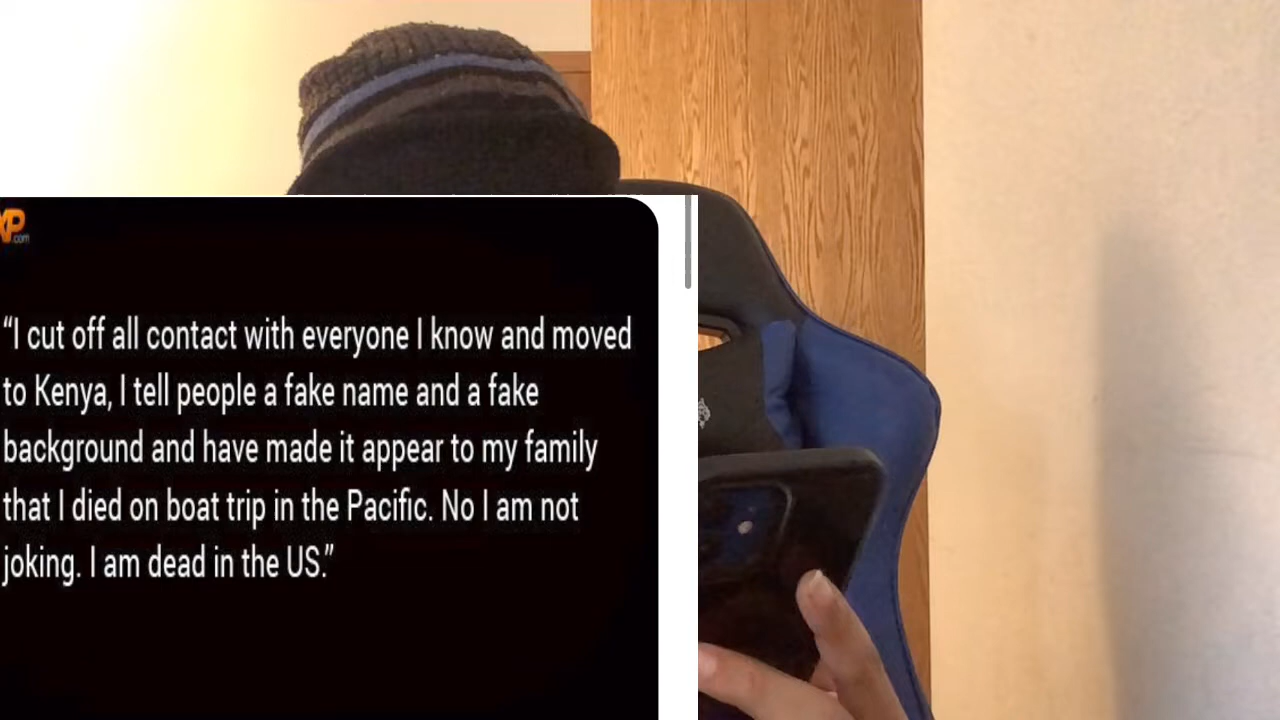 XP
.com
“I cut off all contact with everyone I know and moved
to Kenya, I tell people a fake name and a fake
background and have made it appear to my family
that I died on boat trip in the Pacific. No I am not
joking. I am dead in the US.”